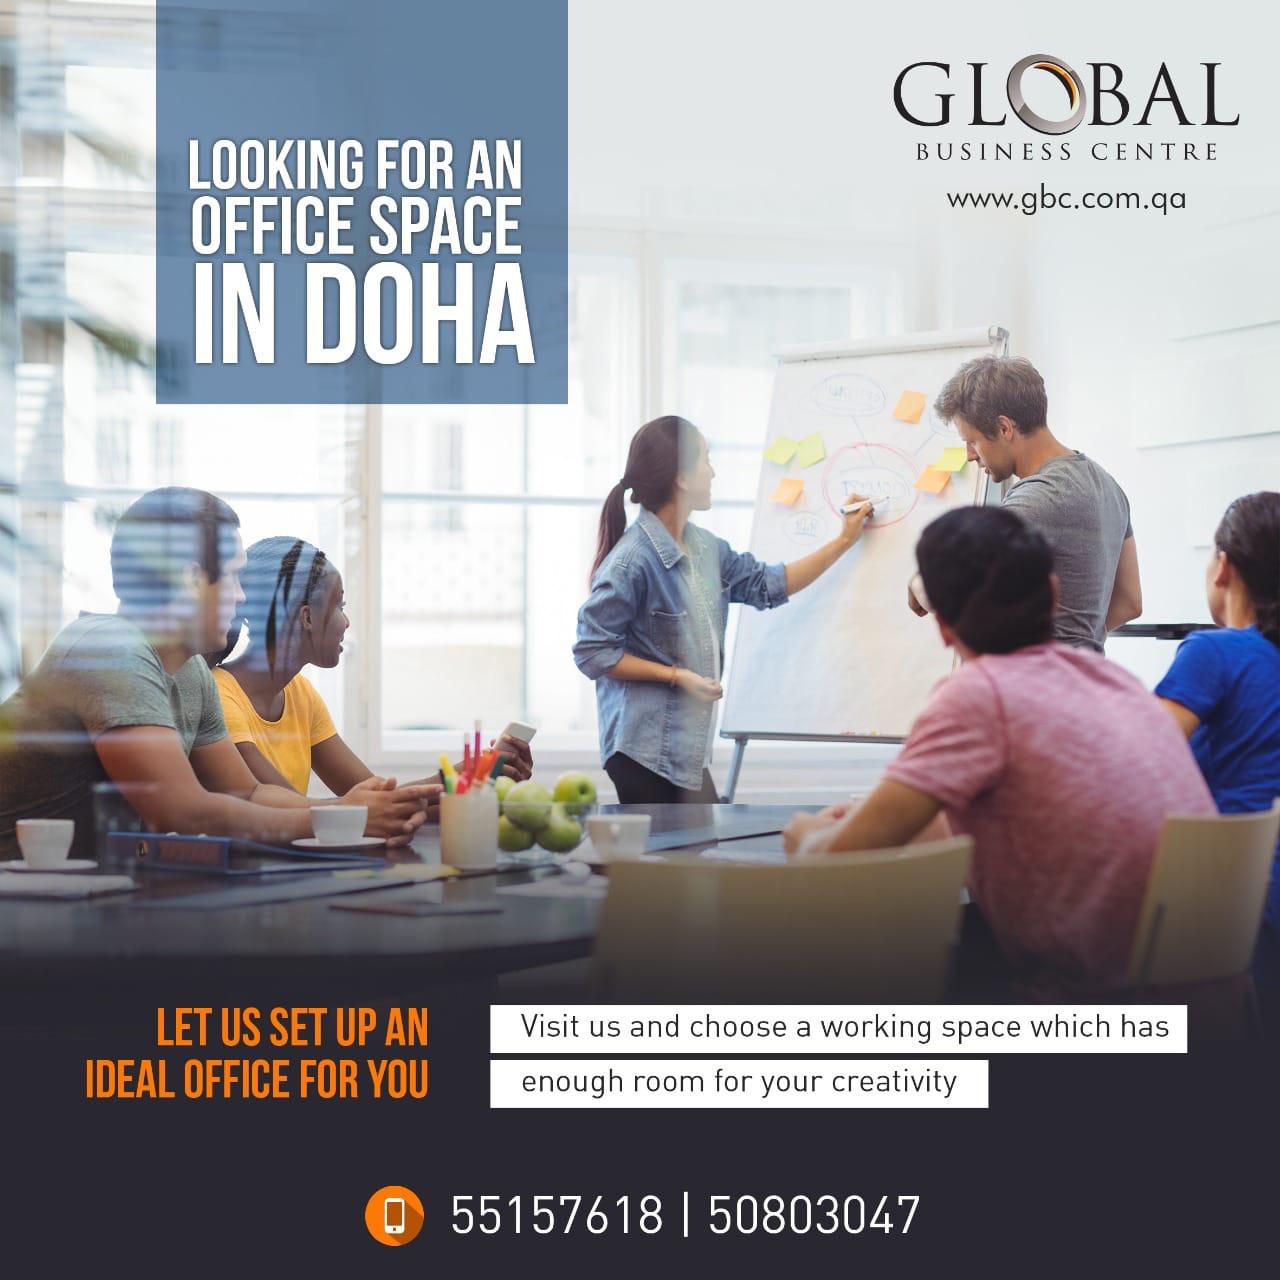 LOOKING FOR AN
OFFICE SPACE
IN DOHA
GLOBAL
BUSINESS CENTRE
www.gbc.com.qa
LET US SET UP AN
IDEAL OFFICE FOR YOU
Visit us and choose a working space which has
enough room for your creativity
55157618 | 50803047